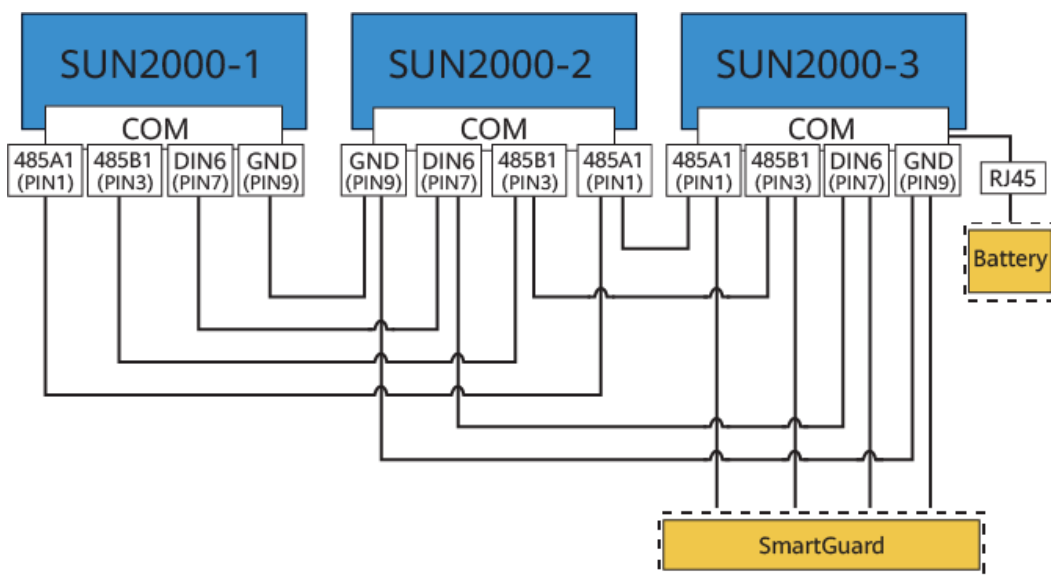 SUN2000-1
SUN2000-2
SUN2000-3
COM
COM
COM
485A1
(PIN1)
485B1
(PIN3)
DIN6
(PIN7)
GND
(PIN9)
GND
(PIN9)
DIN6
(PIN7)
485B1
(PIN3)
485A1
(PIN1)
485A1
(PIN1)
485B1
(PIN3)
DIN6
(PIN7)
GND
(PIN9)
RJ45
Battery
SmartGuard